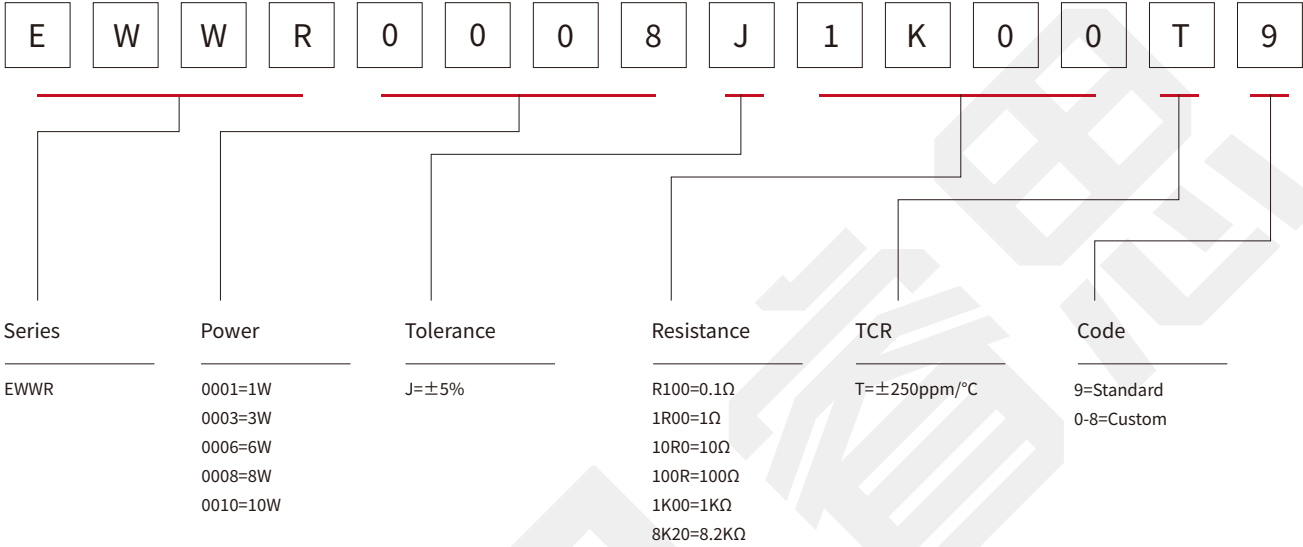 E W W R 0 0 0 8 J 1 K 0 0 T 9
Series
EWWR
Power
0001=1W
0003=3W
0006=6W
0008=8W
0010=10W
Tolerance
J=±5%
Resistance
R100=0.1Ω
1R00=1Ω
10R0=10Ω
100R=100Ω
1K00=1KΩ
8K20=8.2KΩ
TCR
T=±250ppm/°C
Code
9=Standard
0-8=Custom